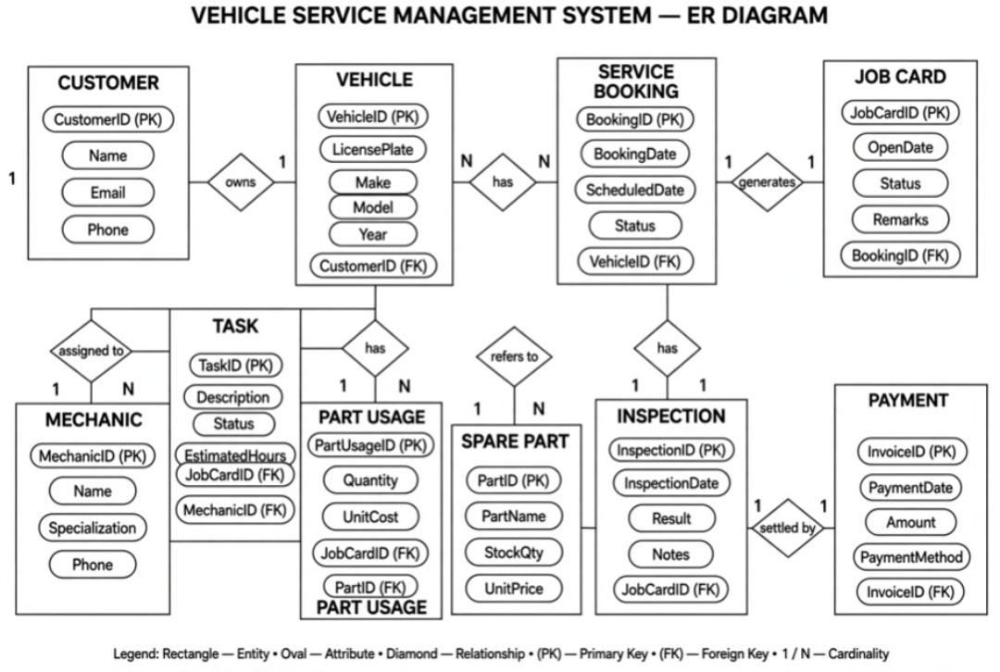 VEHICLE SERVICE MANAGEMENT SYSTEM — ER DIAGRAM
CUSTOMER
CustomerID (PK)
Name
Email
Phone
1
owns
1
VEHICLE
VehicleID (PK)
LicensePlate
Make
Model
Year
CustomerID (FK)
N
has
N
SERVICE
BOOKING
BookingID (PK)
BookingDate
ScheduledDate
Status
VehicleID (FK)
1
generates
1
JOB CARD
JobCardID (PK)
OpenDate
Status
Remarks
BookingID (FK)
assigned to
1
N
MECHANIC
MechanicID (PK)
Name
Specialization
Phone
TASK
TaskID (PK)
Description
Status
EstimatedHours
JobCardID (FK)
MechanicID (FK)
has
1
N
PART USAGE
PartUsageID (PK)
Quantity
UnitCost
JobCardID (FK)
PartID (FK)
PART USAGE
refers to
1
N
SPARE PART
PartID (PK)
PartName
StockQty
UnitPrice
has
1
1
INSPECTION
InspectionID (PK)
InspectionDate
Result
Notes
JobCardID (FK)
1
settled by
1
PAYMENT
InvoiceID (PK)
PaymentDate
Amount
PaymentMethod
InvoiceID (FK)
Legend: Rectangle — Entity • Oval — Attribute • Diamond — Relationship • (PK) — Primary Key • (FK) — Foreign Key • 1 / N — Cardinality